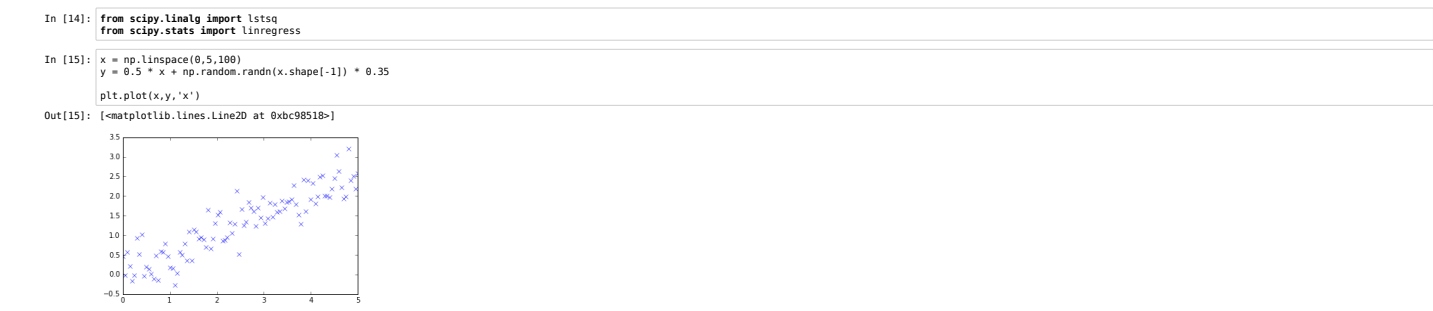 In [14]: from scipy.linalg import lstsq
from scipy.stats import linregress
In [15]: x = np.linspace(0,5,100)
y = 0.5 * x + np.random.randn(x.shape[-1]) * 0.35
plt.plot(x,y,'x')
Out[15]: [<matplotlib.lines.Line2D at 0xbc98518>]
3.5
3.0
2.5
2.0
1.5
1.0
0.5
0.0
−0.5
0 1 2 3 4 5